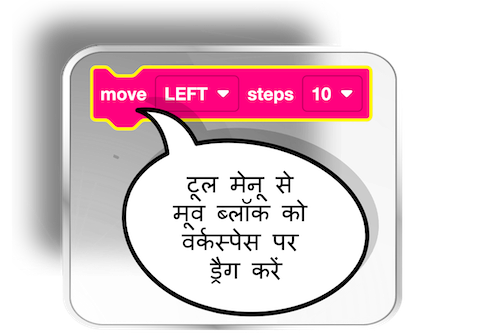 move LEFT steps 10
टूल मेनू से
मूव ब्लॉक को
वर्कस्पेस पर
ड्रैग करें